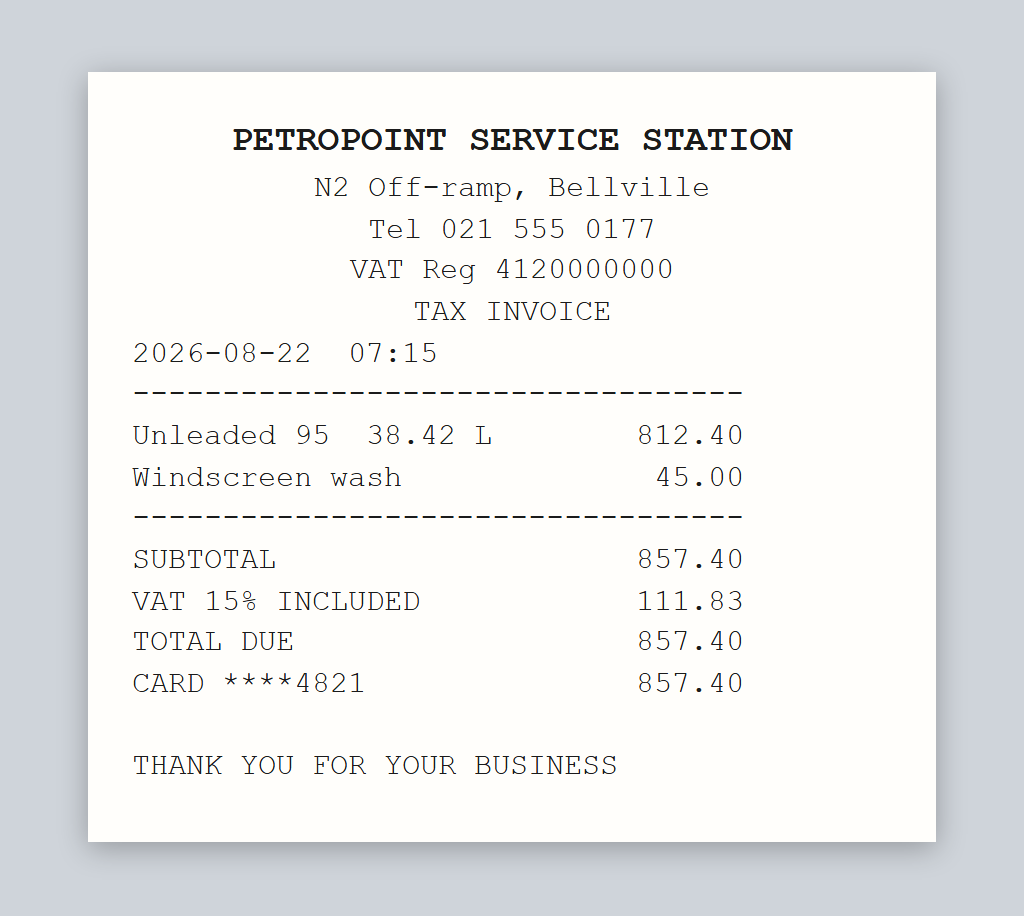 PETROPOINT SERVICE STATION
N2 Off-ramp, Bellville
Tel 021 555 0177
VAT Reg 4120000000
TAX INVOICE
2026-08-22  07:15
----------------------------------
Unleaded 95  38.42 L        812.40
Windscreen wash              45.00
----------------------------------
SUBTOTAL                    857.40
VAT 15% INCLUDED            111.83
TOTAL DUE                   857.40
CARD ****4821               857.40
THANK YOU FOR YOUR BUSINESS